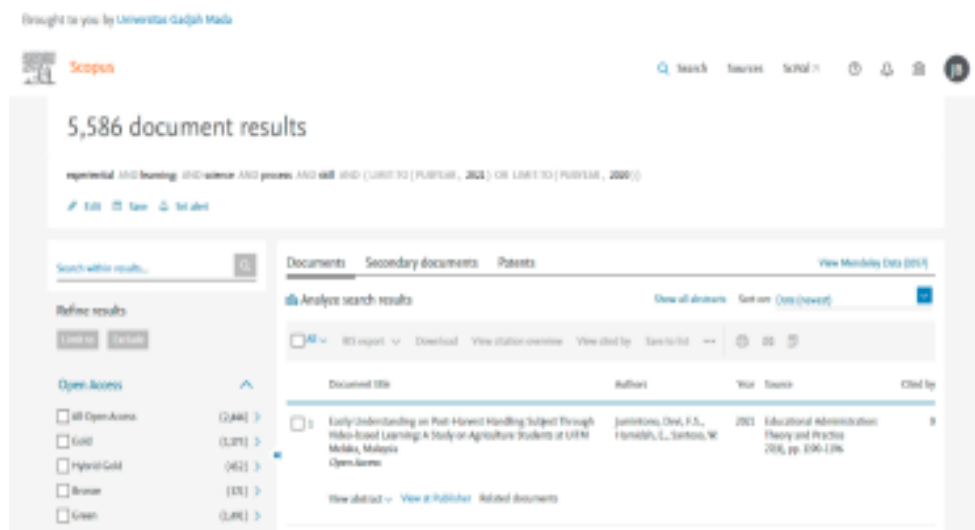 Brought to you by Universitas Gadjah Mada
Scopus
Search Sources SciVal
JB
5,586 document results
experiential AND learning AND science AND process AND skill AND ( LIMIT-TO ( PUBYEAR , 2021 ) OR LIMIT-TO ( PUBYEAR , 2020 ) )
Edit Save Set alert
Search within results...
Documents Secondary documents Patents
View Mendeley Data
Refine results
Limit to Exclude
Analyze search results
Show all abstracts Sort on: Date (newest)
All RIS export Download View citation overview View cited by Save to list ...
Open Access
Document title Authors Year Source Cited by
All Open Access
Gold
Hybrid Gold
Bronze
Green
1 Early Understanding on Post-Harvest Handling Subject Through Video-based Learning: A Study on Agriculture Students at UiTM Melaka, Malaysia
Open Access
2021 Educational Administration: Theory and Practice
0
View abstract View at Publisher Related documents